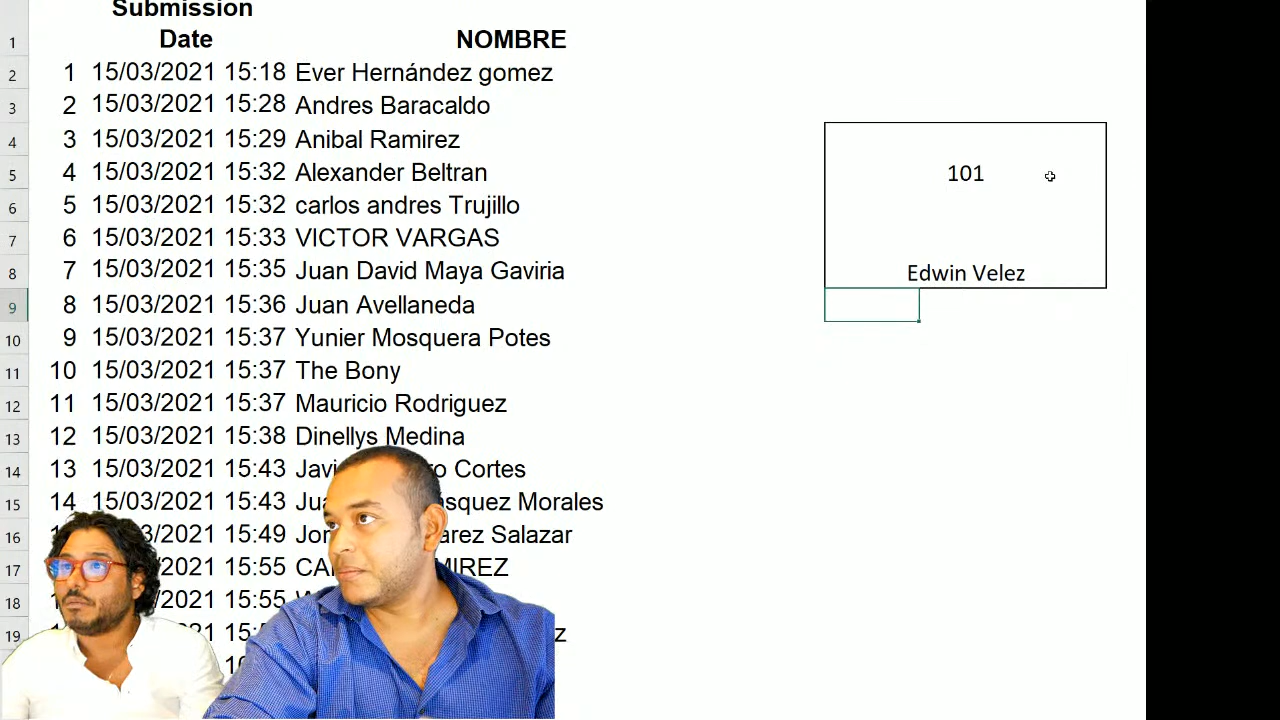 Submission
1 Date NOMBRE
2 1 15/03/2021 15:18 Ever Hernández gomez
3 2 15/03/2021 15:28 Andres Baracaldo
4 3 15/03/2021 15:29 Anibal Ramirez
5 4 15/03/2021 15:32 Alexander Beltran 101
6 5 15/03/2021 15:32 carlos andres Trujillo
7 6 15/03/2021 15:33 VICTOR VARGAS
8 7 15/03/2021 15:35 Juan David Maya Gaviria Edwin Velez
9 8 15/03/2021 15:36 Juan Avellaneda
10 9 15/03/2021 15:37 Yunier Mosquera Potes
11 10 15/03/2021 15:37 The Bony
12 11 15/03/2021 15:37 Mauricio Rodriguez
13 12 15/03/2021 15:38 Dinellys Medina
14 13 15/03/2021 15:43 Cortes
15 14 15/03/2021 15:43 Morales
16 15:49 Salazar
17 15:55
18 15:55
19